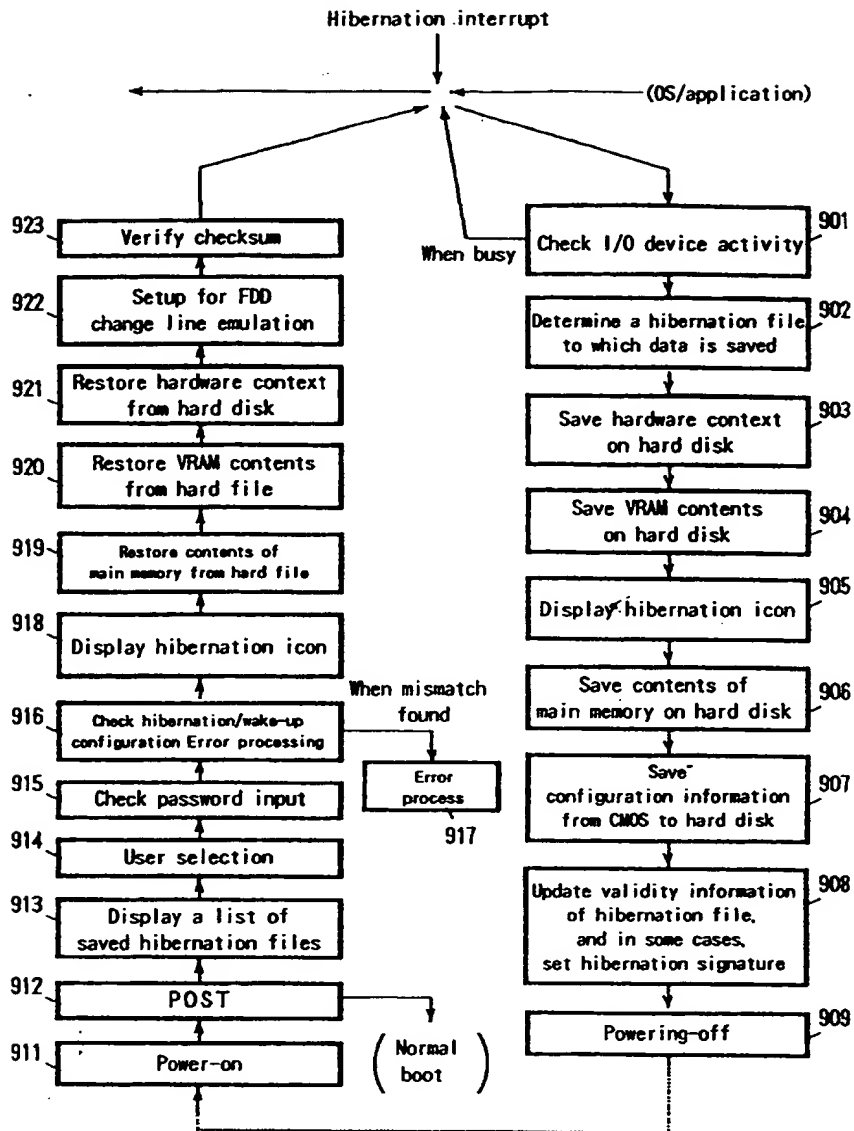 Hibernation interrupt
(OS/application)
923
Verify checksum
922
Setup for FDD
change line emulation
921
Restore hardware context
from hard disk
920
Restore VRAM contents
from hard file
919
Restore contents of
main memory from hard file
918
Display hibernation icon
916
Check hibernation/wake-up
configuration Error processing
When mismatch
found
Error
process
917
915
Check password input
914
User selection
913
Display a list of
saved hibernation files
912
POST
(Normal
boot)
911
Power-on
When busy
901
Check I/O device activity
902
Determine a hibernation file
to which data is saved
903
Save hardware context
on hard disk
904
Save VRAM contents
on hard disk
905
Display hibernation icon
906
Save contents of
main memory on hard disk
907
Save
configuration information
from CMOS to hard disk
908
Update validity information
of hibernation file,
and in some cases,
set hibernation signature
909
Powering-off